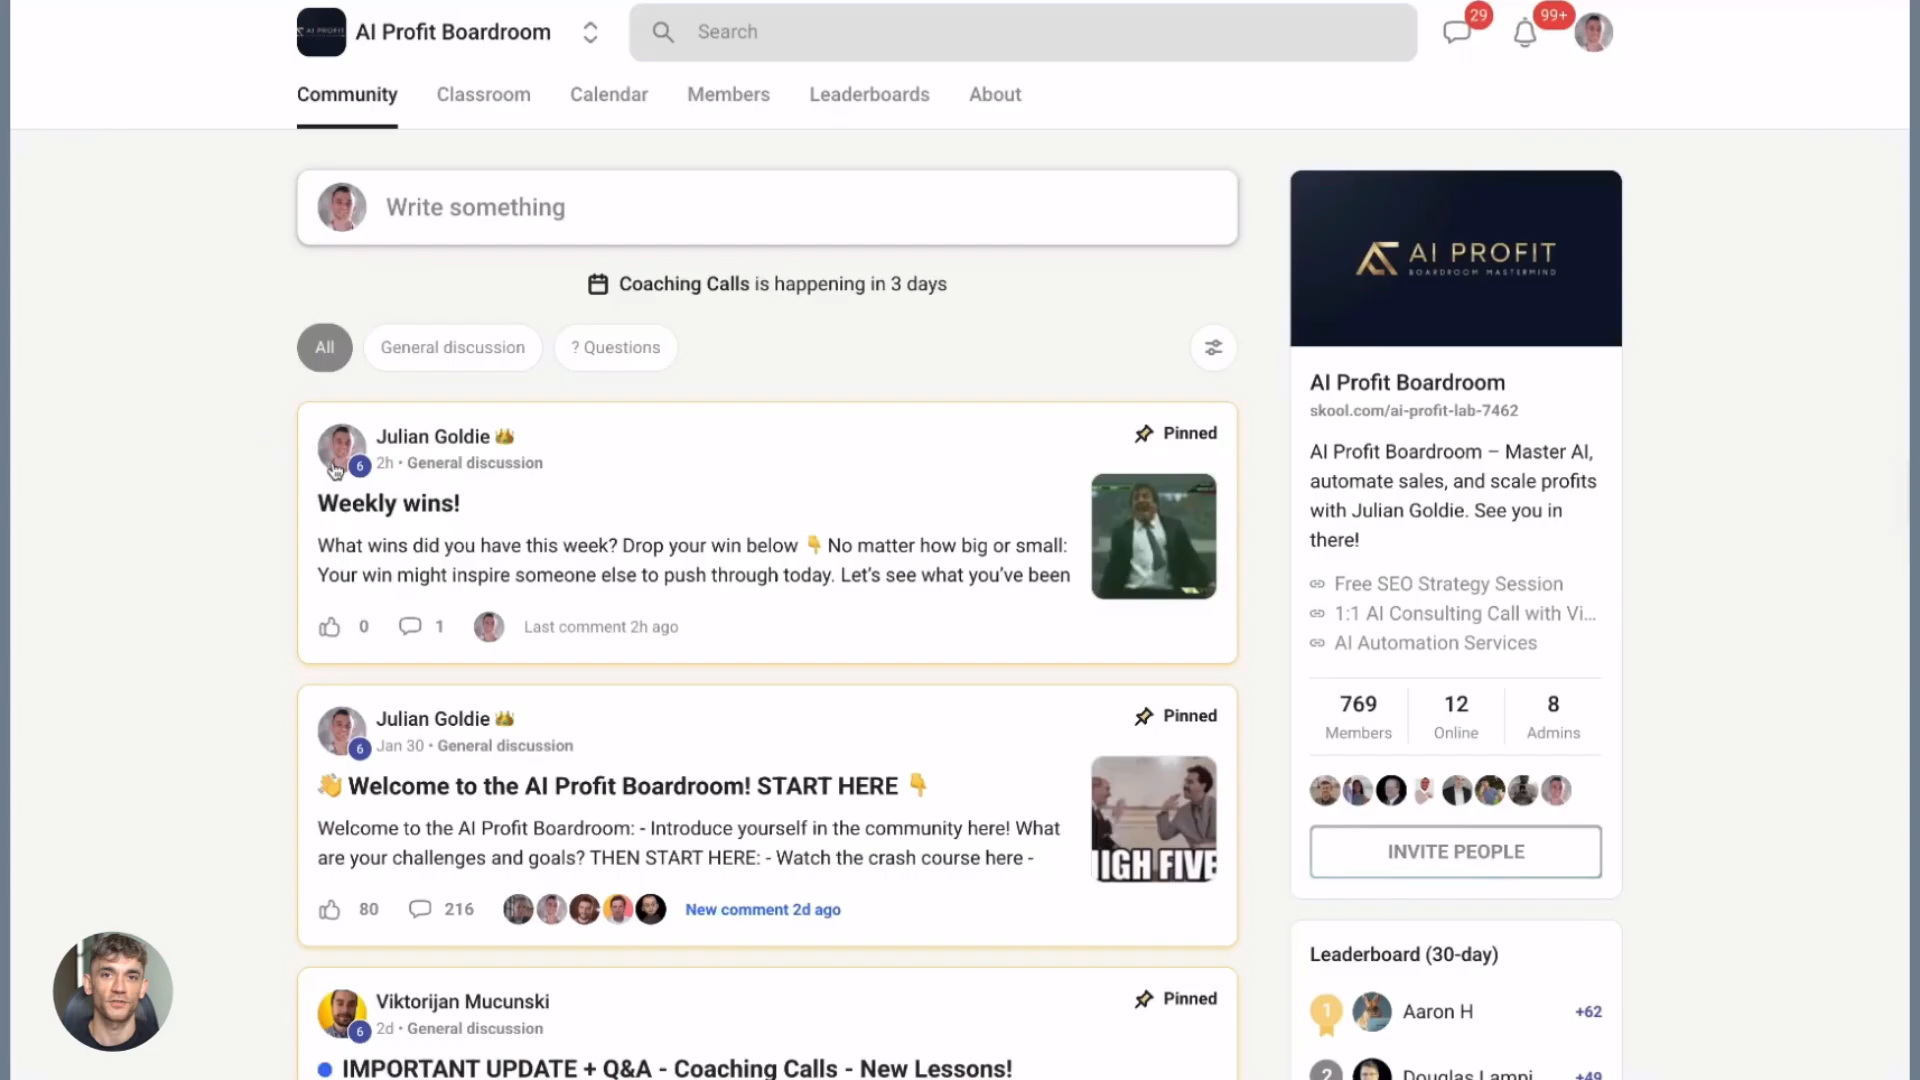 AI PROFIT
AI Profit Boardroom
Search
29
99+
Community
Classroom
Calendar
Members
Leaderboards
About
Write something
Coaching Calls is happening in 3 days
All
General discussion
? Questions
Julian Goldie
6
2h • General discussion
Pinned
Weekly wins!
What wins did you have this week? Drop your win below 👇 No matter how big or small:
Your win might inspire someone else to push through today. Let's see what you've been
0
1
Last comment 2h ago
Julian Goldie
6
Jan 30 • General discussion
Pinned
👋 Welcome to the AI Profit Boardroom! START HERE 👇
Welcome to the AI Profit Boardroom: - Introduce yourself in the community here! What
are your challenges and goals? THEN START HERE: - Watch the crash course here -
HIGH FIVE
80
216
New comment 2d ago
Viktorijan Mucunski
6
2d • General discussion
Pinned
IMPORTANT UPDATE + Q&A - Coaching Calls - New Lessons!
AI PROFIT
BOARDROOM MASTERMIND
AI Profit Boardroom
skool.com/ai-profit-lab-7462
AI Profit Boardroom – Master AI,
automate sales, and scale profits
with Julian Goldie. See you in
there!
Free SEO Strategy Session
1:1 AI Consulting Call with Vi...
AI Automation Services
769
Members
12
Online
8
Admins
INVITE PEOPLE
Leaderboard (30-day)
1
Aaron H
+62
2
Douglas Lampi
+49